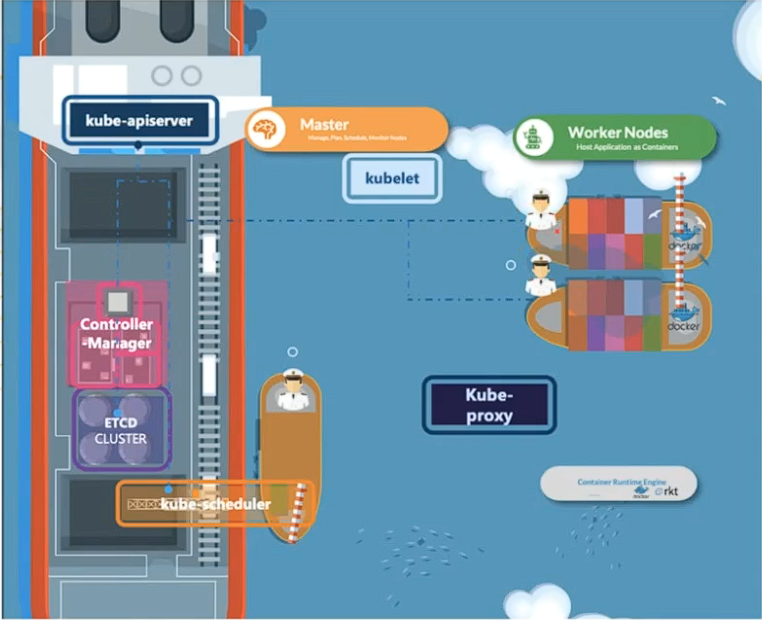 kube-apiserver
Master
Manage, Plan, Schedule, Monitor Nodes
Worker Nodes
Host Application as Containers
kubelet
docker
Controller
-Manager
docker
Kube-
proxy
ETCD
CLUSTER
Container Runtime Engine
docker
rkt
kube-scheduler